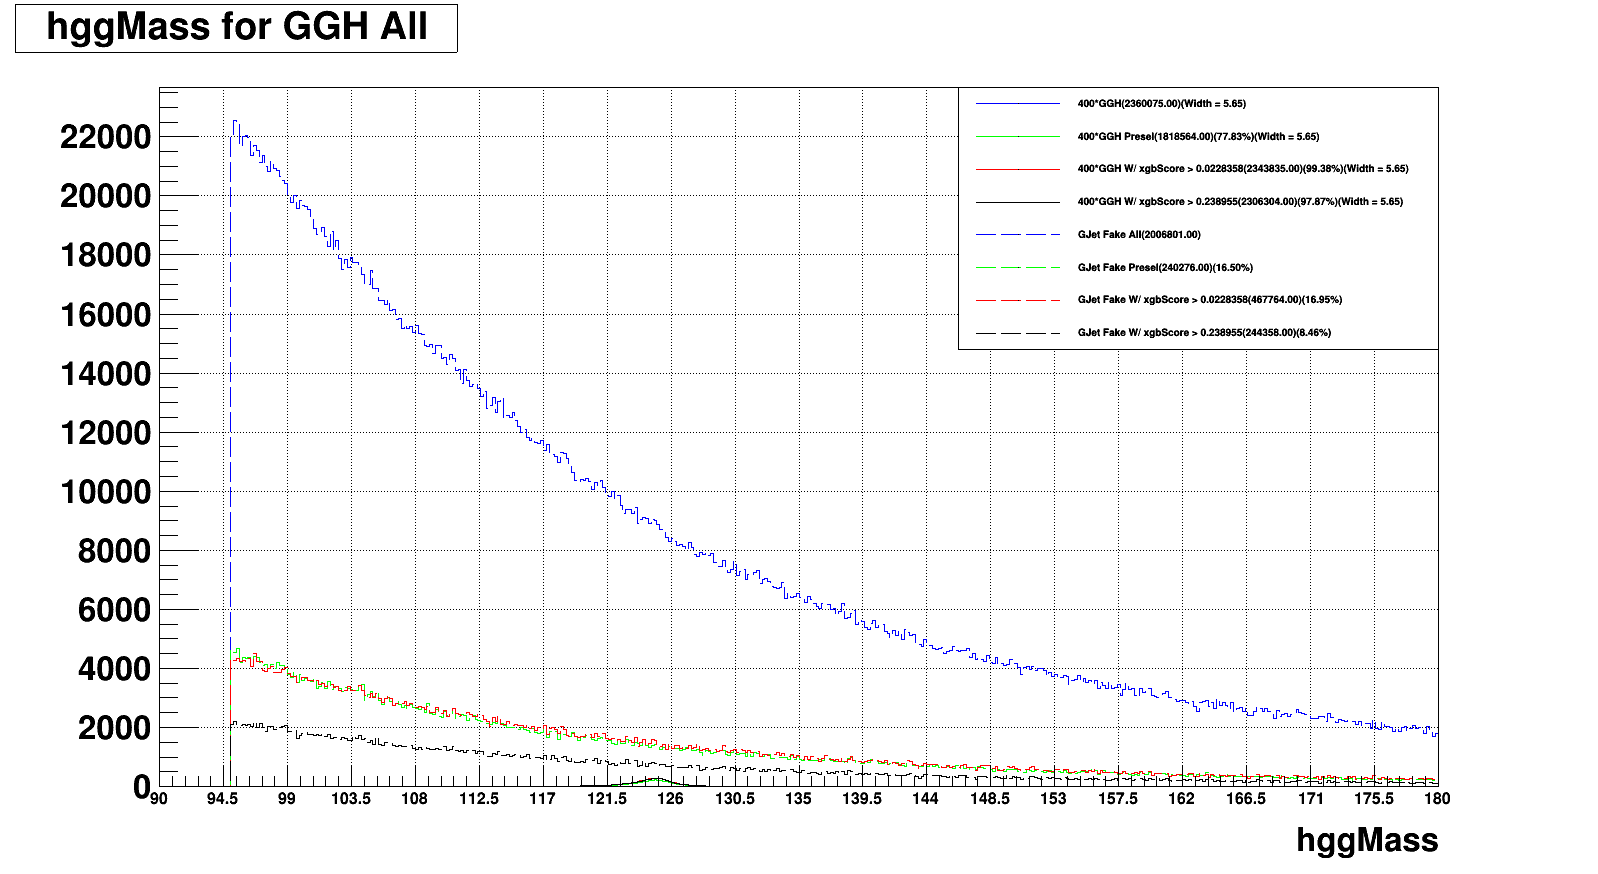 hggMass for GGH All
400*GGH(2360075.00)(Width = 5.65)
400*GGH Presel(1818564.00)(77.83%)(Width = 5.65)
400*GGH W/ xgbScore > 0.0228358(2343835.00)(99.38%)(Width = 5.65)
400*GGH W/ xgbScore > 0.238955(2306304.00)(97.87%)(Width = 5.65)
GJet Fake All(2006801.00)
GJet Fake Presel(240276.00)(16.50%)
GJet Fake W/ xgbScore > 0.0228358(467764.00)(16.95%)
GJet Fake W/ xgbScore > 0.238955(244358.00)(8.46%)
22000
20000
18000
16000
14000
12000
10000
8000
6000
4000
2000
0
90 94.5 99 103.5 108 112.5 117 121.5 126 130.5 135 139.5 144 148.5 153 157.5 162 166.5 171 175.5 180
hggMass